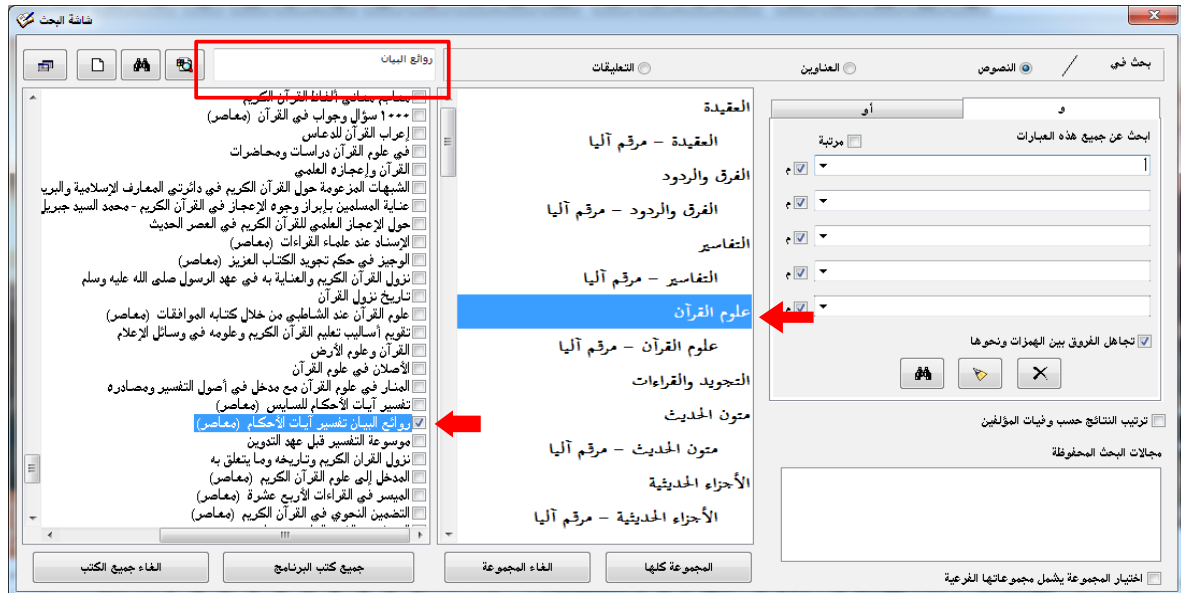 شاشة البحث
بحث في
النصوص
العناوين
التعليقات
روائع البيان
و
أو
ابحث عن جميع هذه العبارات
مرتبة
أ
م
م
م
م
م
تجاهل الفروق بين الهمزات ونحوها
ترتيب النتائج حسب وفيات المؤلفين
مجالات البحث المحفوظة
اختيار المجموعة يشمل مجموعاتها الفرعية
العقيدة
العقيدة – مرقم آليا
الفرق والردود
الفرق والردود – مرقم آليا
التفاسير
التفاسير – مرقم آليا
علوم القرآن
علوم القرآن – مرقم آليا
التجويد والقراءات
متون الحديث
متون الحديث – مرقم آليا
الأجزاء الحديثية
الأجزاء الحديثية – مرقم آليا
المجموعة كلها
الغاء المجموعة
معاجم معاني ألفاظ القرآن الكريم
١٠٠٠ سؤال وجواب في القرآن (معاصر)
إعراب القرآن للدعاس
في علوم القرآن دراسات ومحاضرات
القرآن وإعجازه العلمي
الشبهات المزعومة حول القرآن الكريم في دائرتي المعارف الإسلامية والبريد
عناية المسلمين بإبراز وجوه الإعجاز في القرآن الكريم - محمد السيد جبريل
حول الإعجاز العلمي للقرآن الكريم في العصر الحديث
الإسناد عند علماء القراءات (معاصر)
الوجيز في حكم تجويد الكتاب العزيز (معاصر)
نزول القرآن الكريم والعناية به في عهد الرسول صلى الله عليه وسلم
تاريخ نزول القرآن
علوم القرآن عند الشاطبي من خلال كتابه الموافقات (معاصر)
تقويم أساليب تعليم القرآن الكريم وعلومه في وسائل الإعلام
القرآن وعلوم الأرض
الأصلان في علوم القرآن
المنار في علوم القرآن مع مدخل في أصول التفسير ومصادره
تفسير آيات الأحكام للسايس (معاصر)
روائع البيان تفسير آيات الأحكام (معاصر)
موسوعة التفسير قبل عهد التدوين
نزول القران الكريم وتاريخه وما يتعلق به
المدخل إلى علوم القرآن الكريم (معاصر)
الميسر في القراءات الأربع عشرة (معاصر)
التضمين النحوي في القرآن الكريم (معاصر)
جميع كتب البرنامج
الغاء جميع الكتب